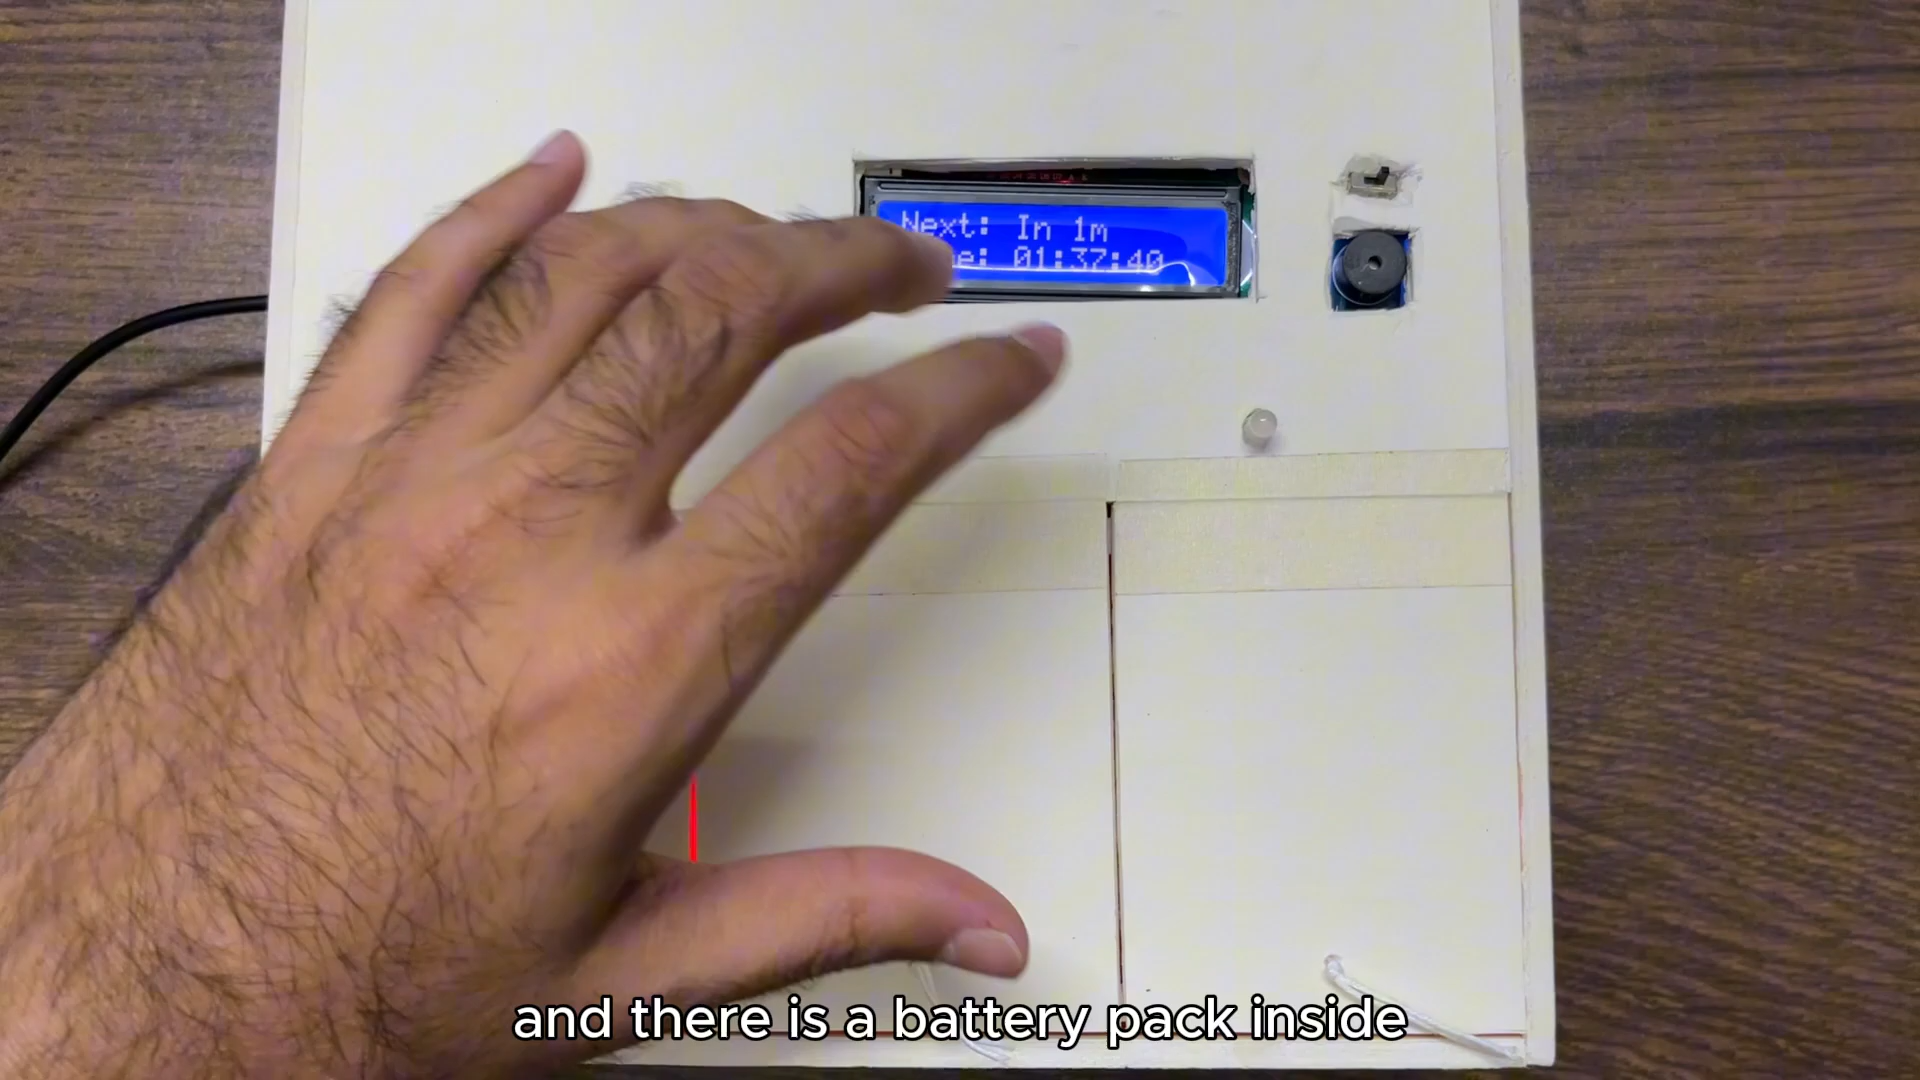 Next: In 1m
e: 01:37:40
and there is a battery pack inside